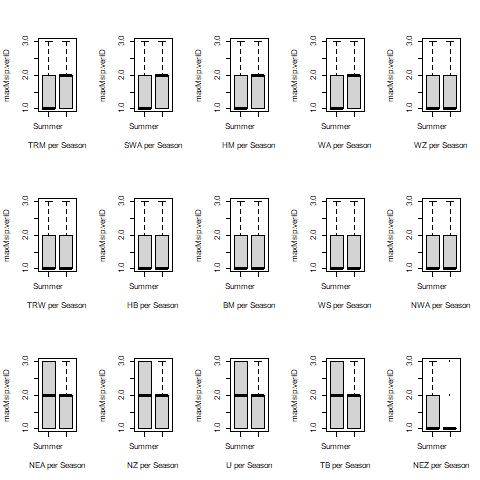 maxMsip.verID 1.0 2.0 3.0 Summer TRM per Season
maxMsip.verID 1.0 2.0 3.0 Summer SWA per Season
maxMsip.verID 1.0 2.0 3.0 Summer HM per Season
maxMsip.verID 1.0 2.0 3.0 Summer WA per Season
maxMsip.verID 1.0 2.0 3.0 Summer WZ per Season
maxMsip.verID 1.0 2.0 3.0 Summer TRW per Season
maxMsip.verID 1.0 2.0 3.0 Summer HB per Season
maxMsip.verID 1.0 2.0 3.0 Summer BM per Season
maxMsip.verID 1.0 2.0 3.0 Summer WS per Season
maxMsip.verID 1.0 2.0 3.0 Summer NWA per Season
maxMsip.verID 1.0 2.0 3.0 Summer NEA per Season
maxMsip.verID 1.0 2.0 3.0 Summer NZ per Season
maxMsip.verID 1.0 2.0 3.0 Summer U per Season
maxMsip.verID 1.0 2.0 3.0 Summer TB per Season
maxMsip.verID 1.0 2.0 3.0 Summer NEZ per Season